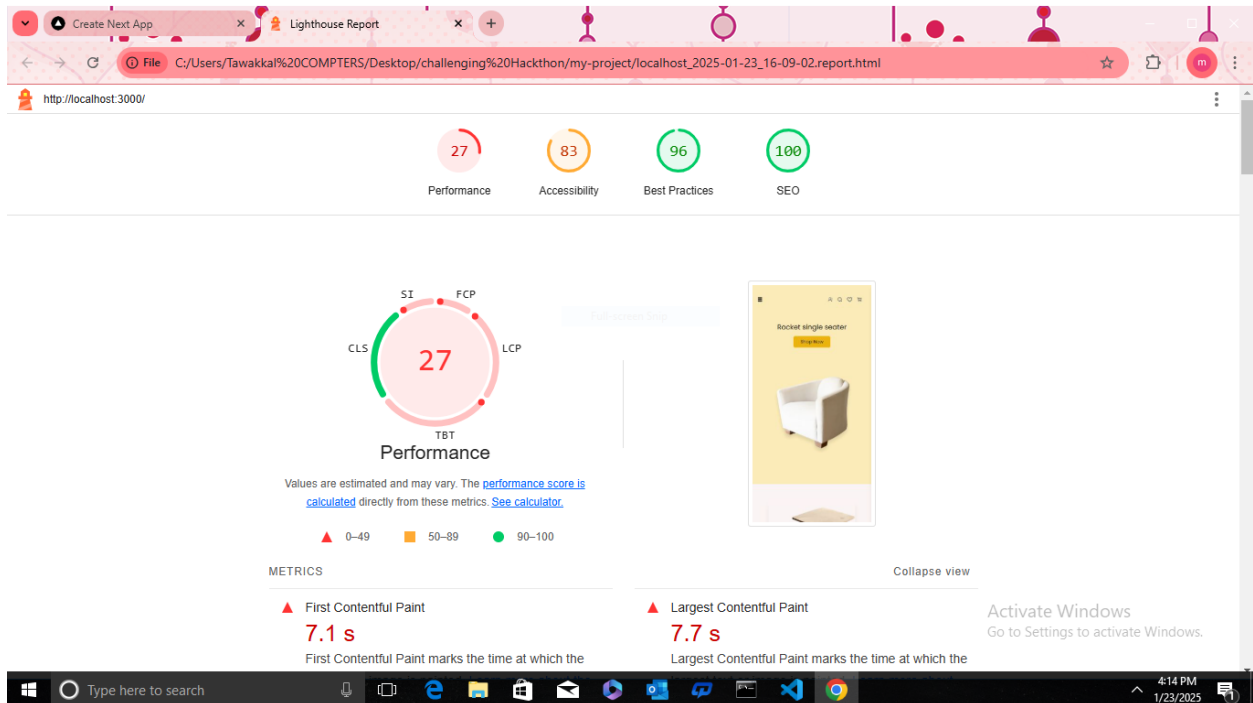 Create Next App
Lighthouse Report
File C:/Users/Tawakkal%20COMPTERS/Desktop/challenging%20Hackthon/my-project/localhost_2025-01-23_16-09-02.report.html
m
http://localhost:3000/
27 83 96 100
Performance Accessibility Best Practices SEO
SI FCP
CLS LCP
27
TBT
Performance
Values are estimated and may vary. The performance score is
calculated directly from these metrics. See calculator.
0–49 50–89 90–100
Full-screen Snip
Rocket single seater
Shop Now
METRICS
Collapse view
First Contentful Paint
7.1 s
First Contentful Paint marks the time at which the
Largest Contentful Paint
7.7 s
Largest Contentful Paint marks the time at which the
Activate Windows
Go to Settings to activate Windows.
Type here to search
4:14 PM
1/23/2025
1